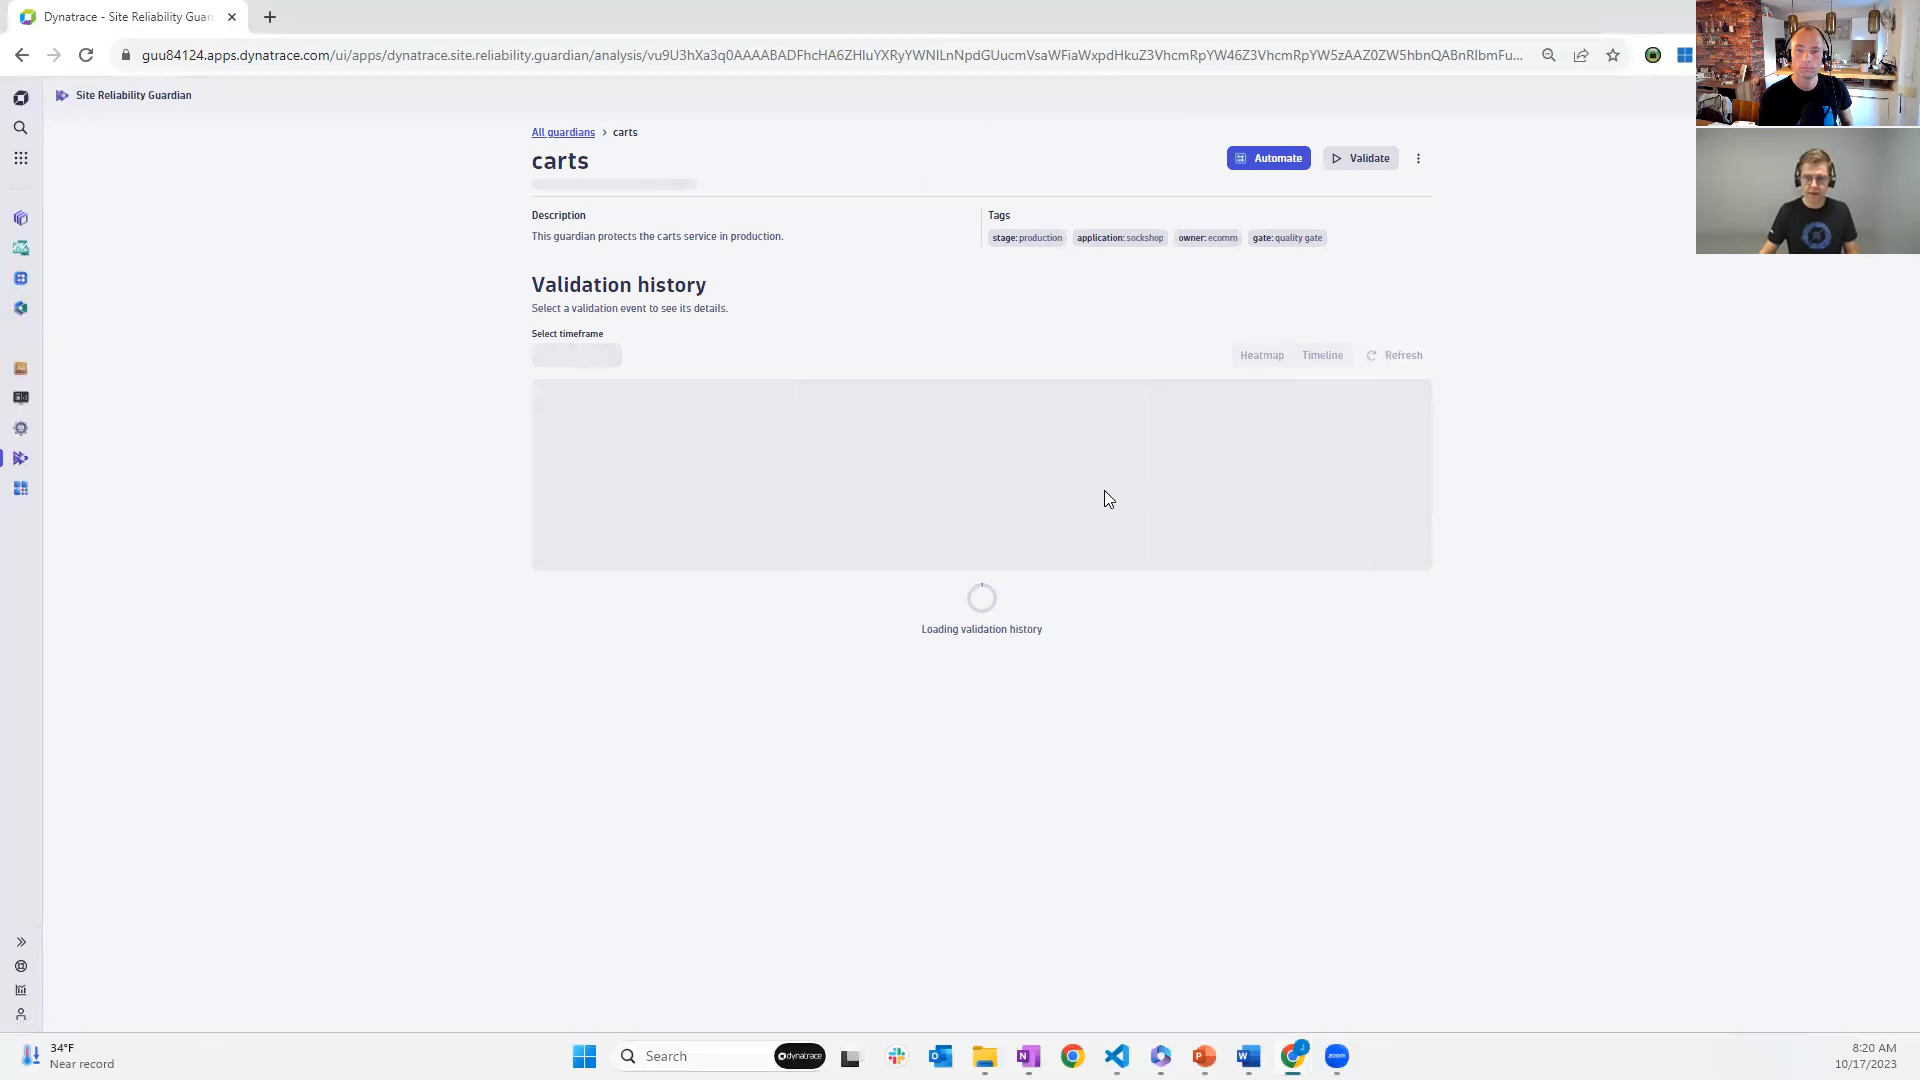 Dynatrace - Site Reliability Guar
guu84124.apps.dynatrace.com/ui/apps/dynatrace.site.reliability.guardian/analysis/
Site Reliability Guardian
All guardians > carts
carts
Automate
Validate
Description
Tags
This guardian protects the carts service in production.
stage: production application: sockshop owner: ecomm gate: quality gate
Validation history
Select a validation event to see its details.
Select timeframe
Heatmap Timeline Refresh
Loading validation history
34°F
Near record
Search
dynatrace
zoom
8:20 AM
10/17/2023